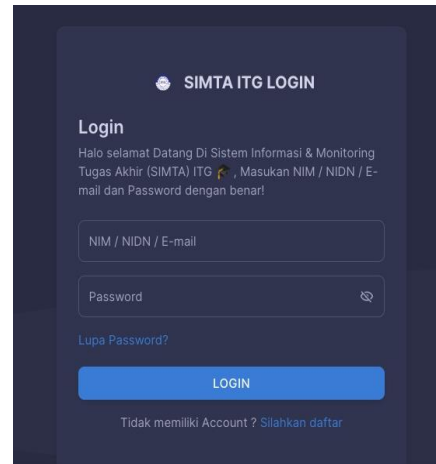 SIMTA ITG LOGIN
Login
Halo selamat Datang Di Sistem Informasi & Monitoring
Tugas Akhir (SIMTA) ITG 🎓 , Masukan NIM / NIDN / E-
mail dan Password dengan benar!
NIM / NIDN / E-mail
Password
Lupa Password?
LOGIN
Tidak memiliki Account ? Silahkan daftar